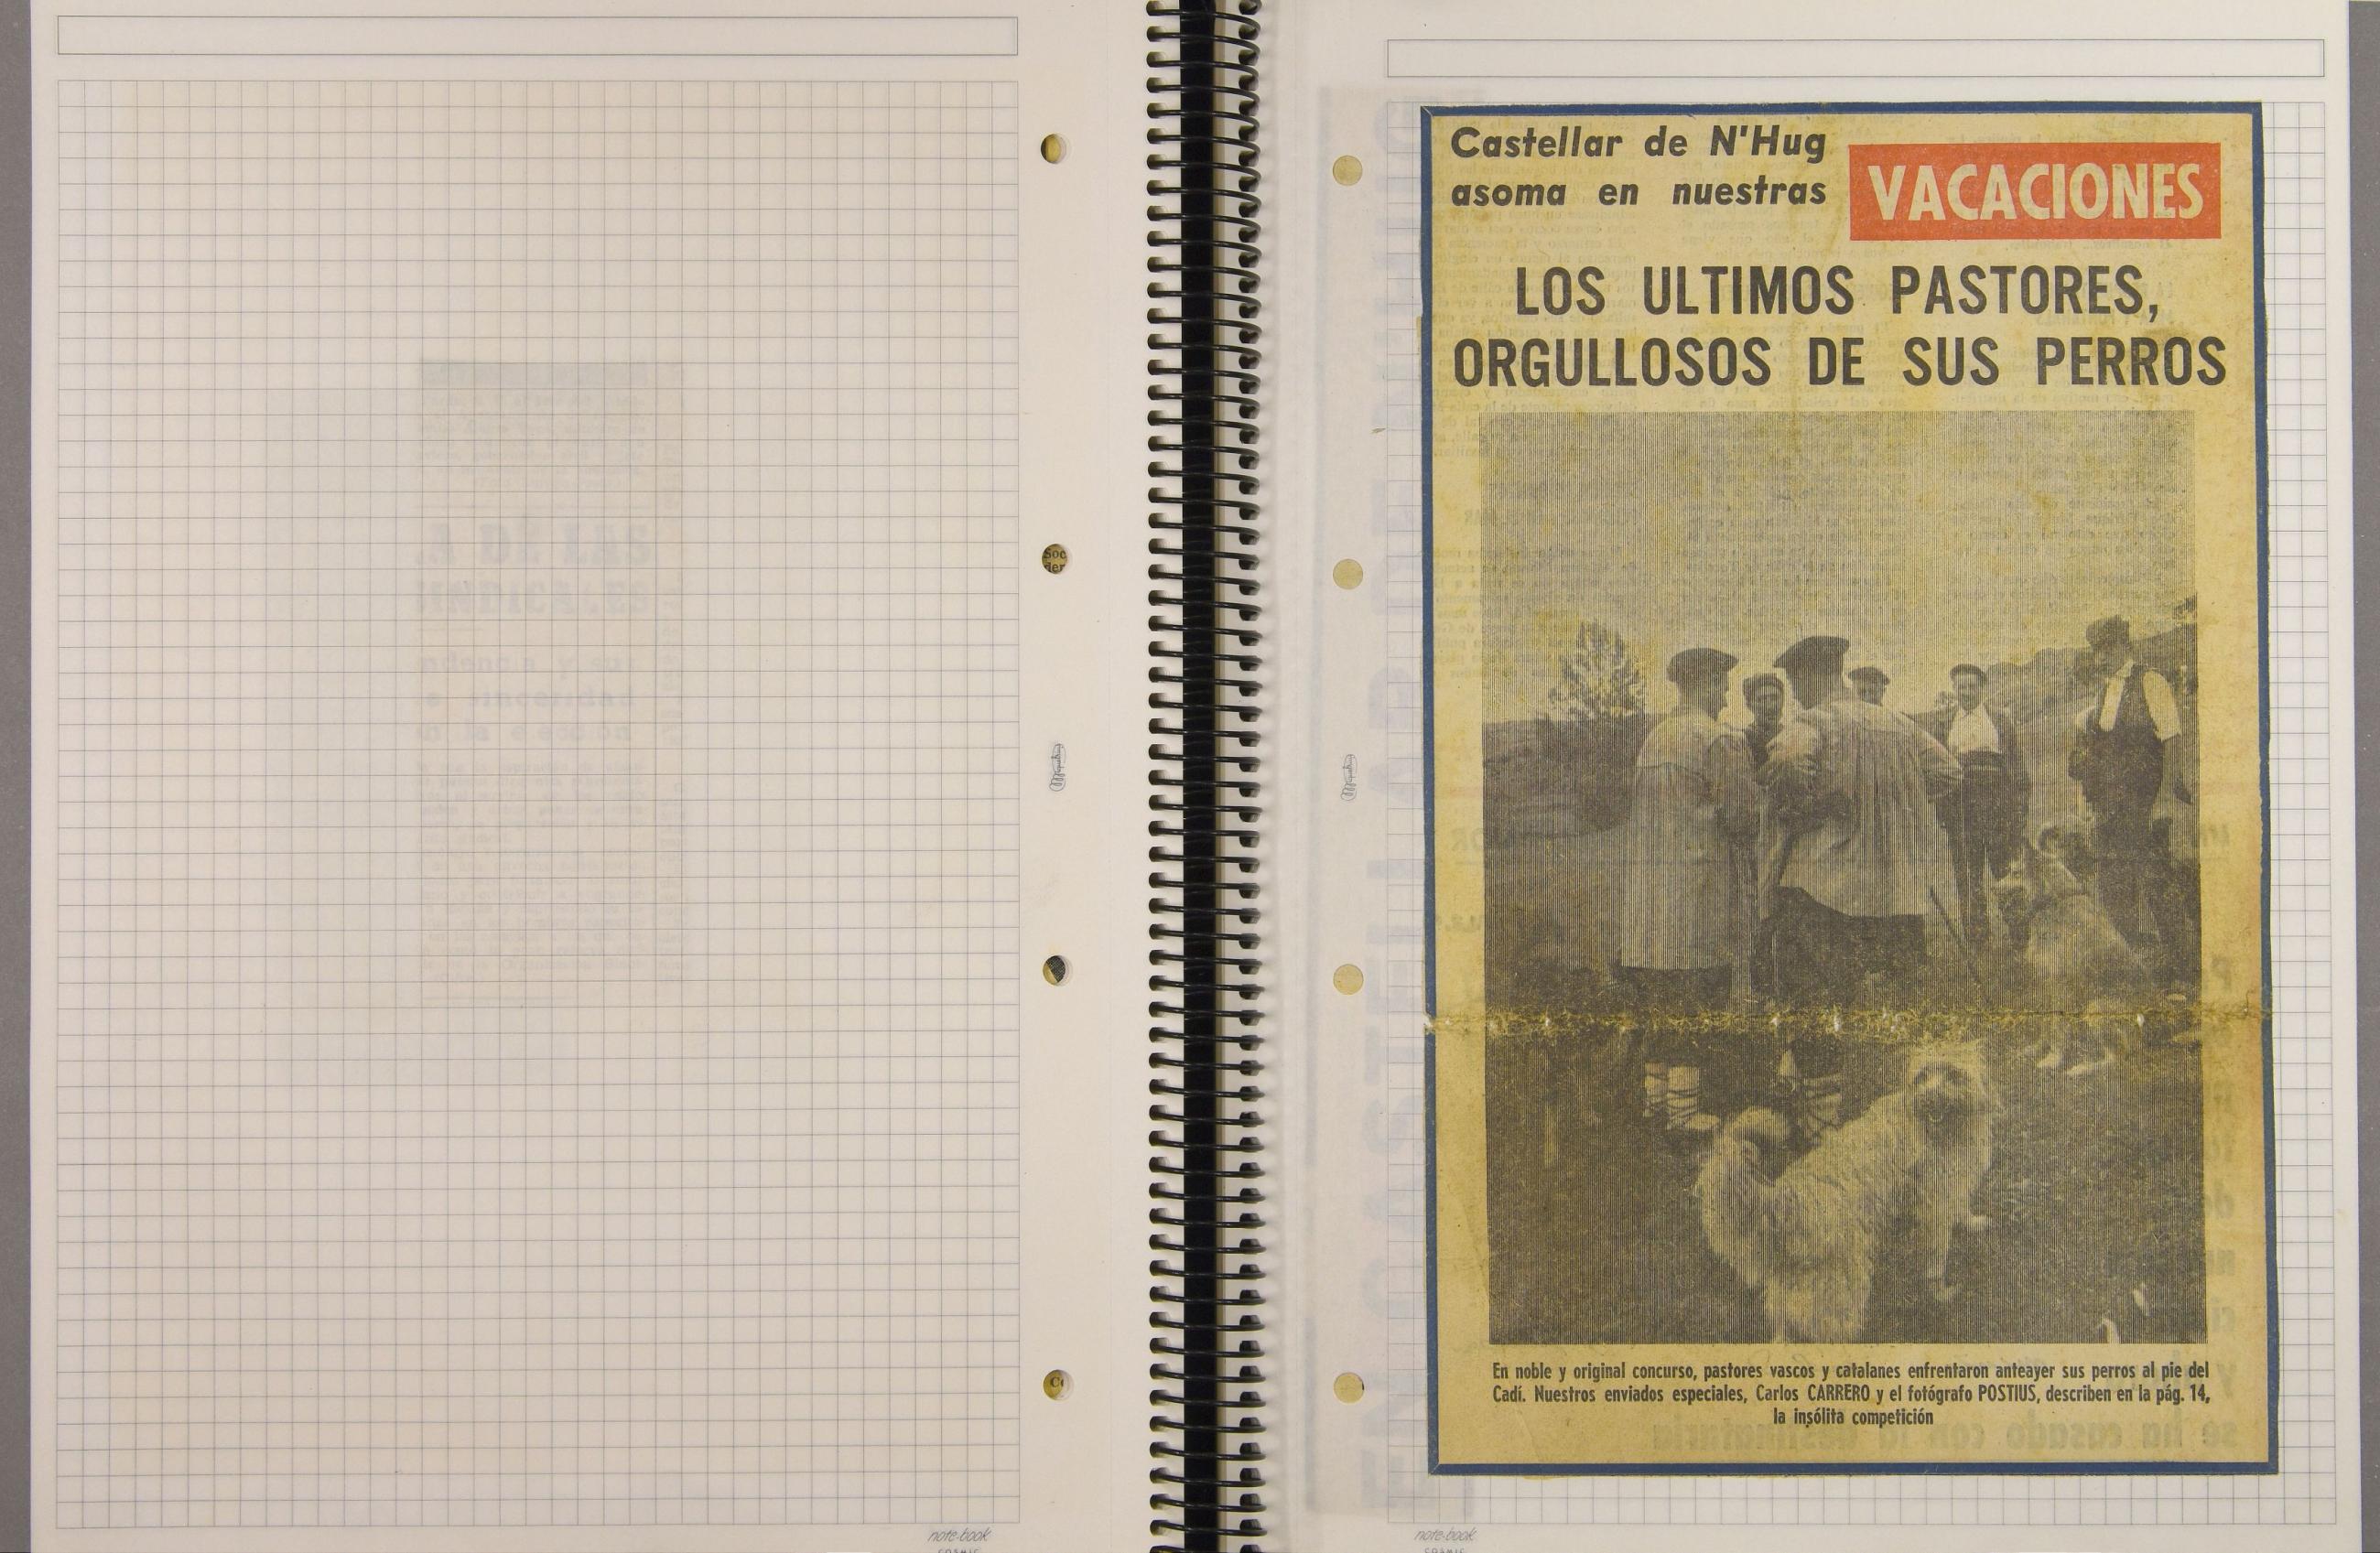 Castellar de N'Hug
asoma en nuestras
VACACIONES
LOS ULTIMOS PASTORES,
ORGULLOSOS DE SUS PERROS
En noble y original concurso, pastores vascos y catalanes enfrentaron anteayer sus perros al pie del
Cadí. Nuestros enviados especiales, Carlos CARRERO y el fotógrafo POSTIUS, describen en la pág. 14,
la insólita competición
note-book
cosmic
note-book
cosmic